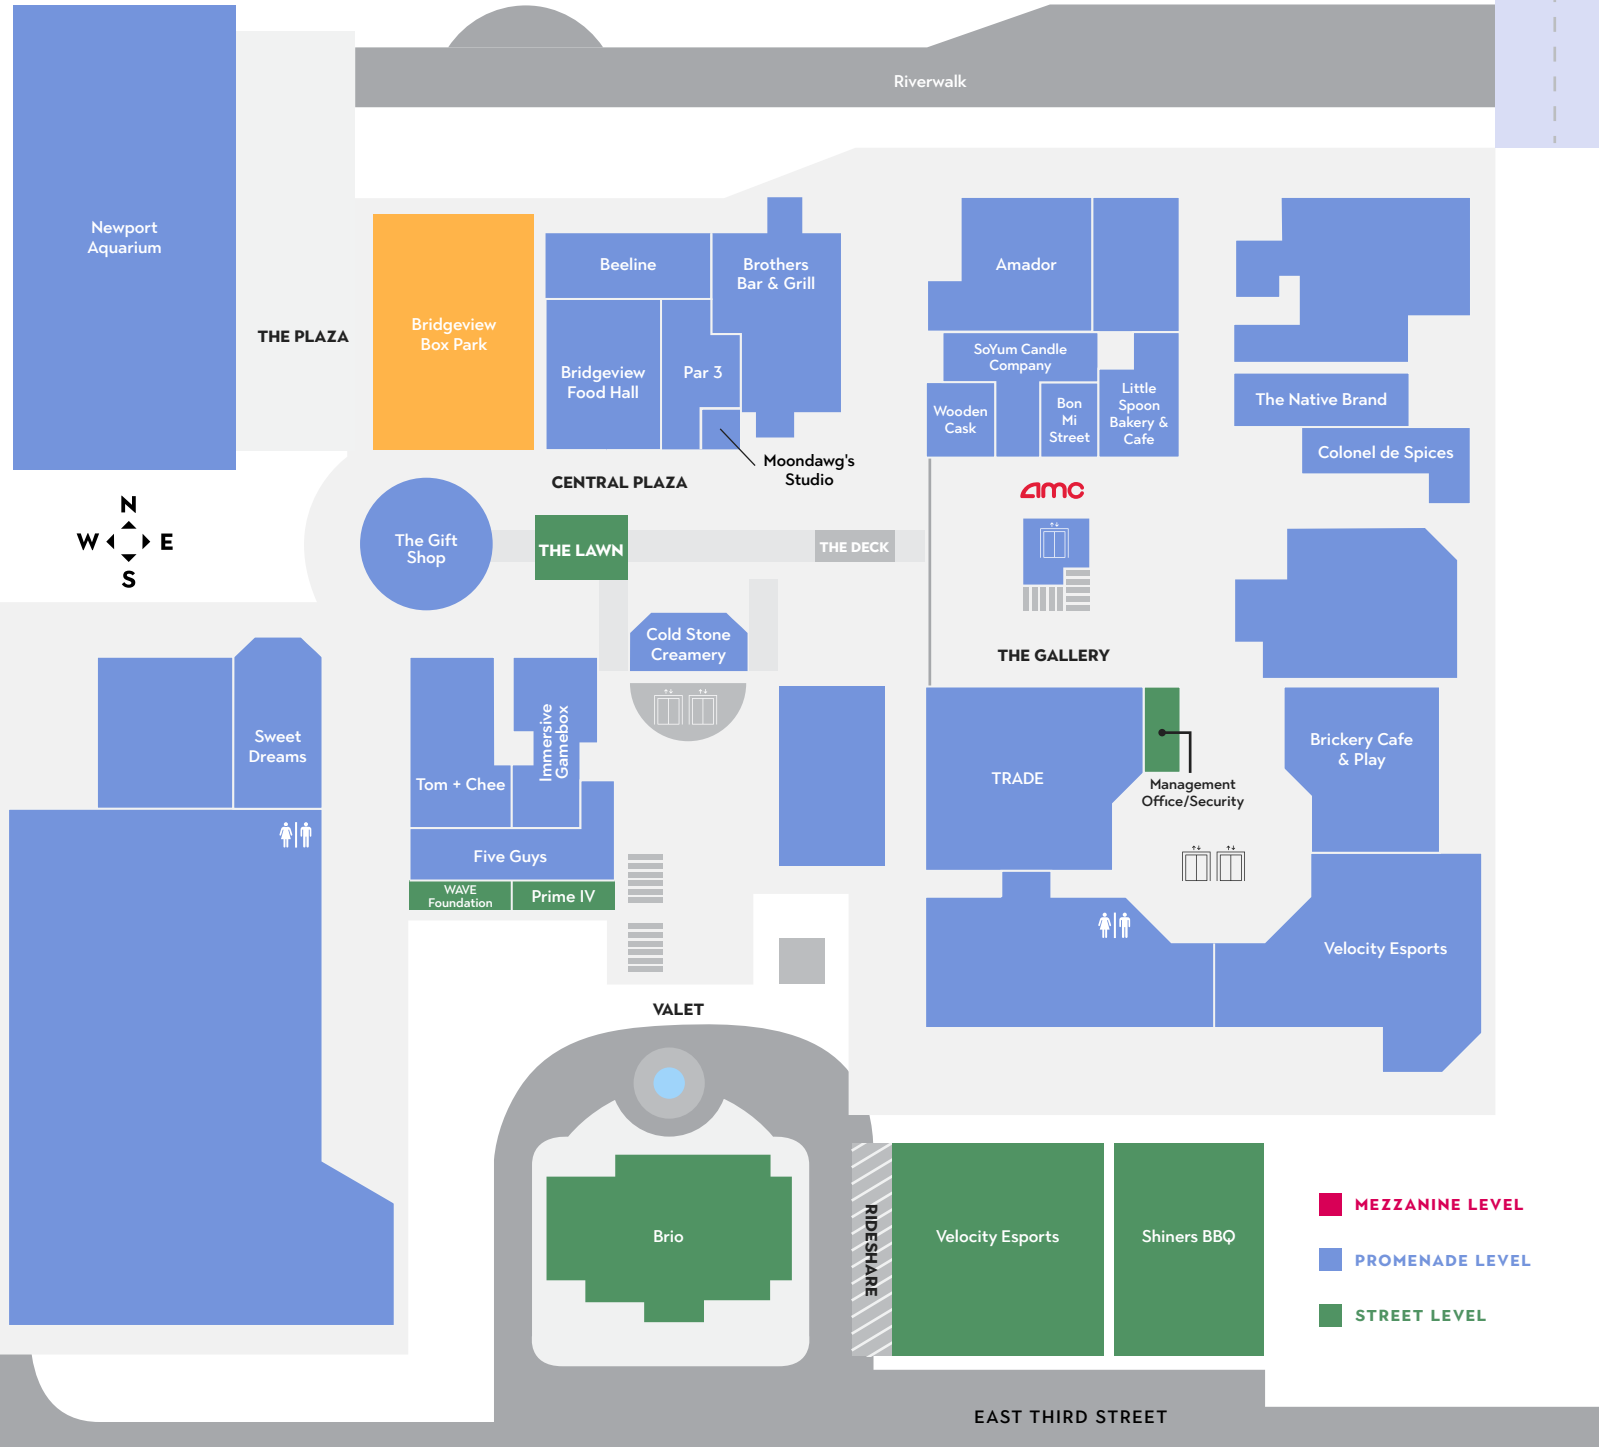 Riverwalk
Newport
Aquarium
THE PLAZA
Bridgeview
Box Park
Beeline
Brothers
Bar & Grill
Bridgeview
Food Hall
Par 3
Moondawg's
Studio
Amador
SoYum Candle
Company
Wooden
Cask
Bon
Mi
Street
Little
Spoon
Bakery &
Cafe
The Native Brand
Colonel de Spices
CENTRAL PLAZA
amc
N
W E
S
The Gift
Shop
THE LAWN
THE DECK
Cold Stone
Creamery
THE GALLERY
Sweet
Dreams
Tom + Chee
Immersive
Gamebox
Five Guys
WAVE
Foundation
Prime IV
TRADE
Management
Office/Security
Brickery Cafe
& Play
Velocity Esports
VALET
Brio
RIDESHARE
Velocity Esports
Shiners BBQ
MEZZANINE LEVEL
PROMENADE LEVEL
STREET LEVEL
EAST THIRD STREET